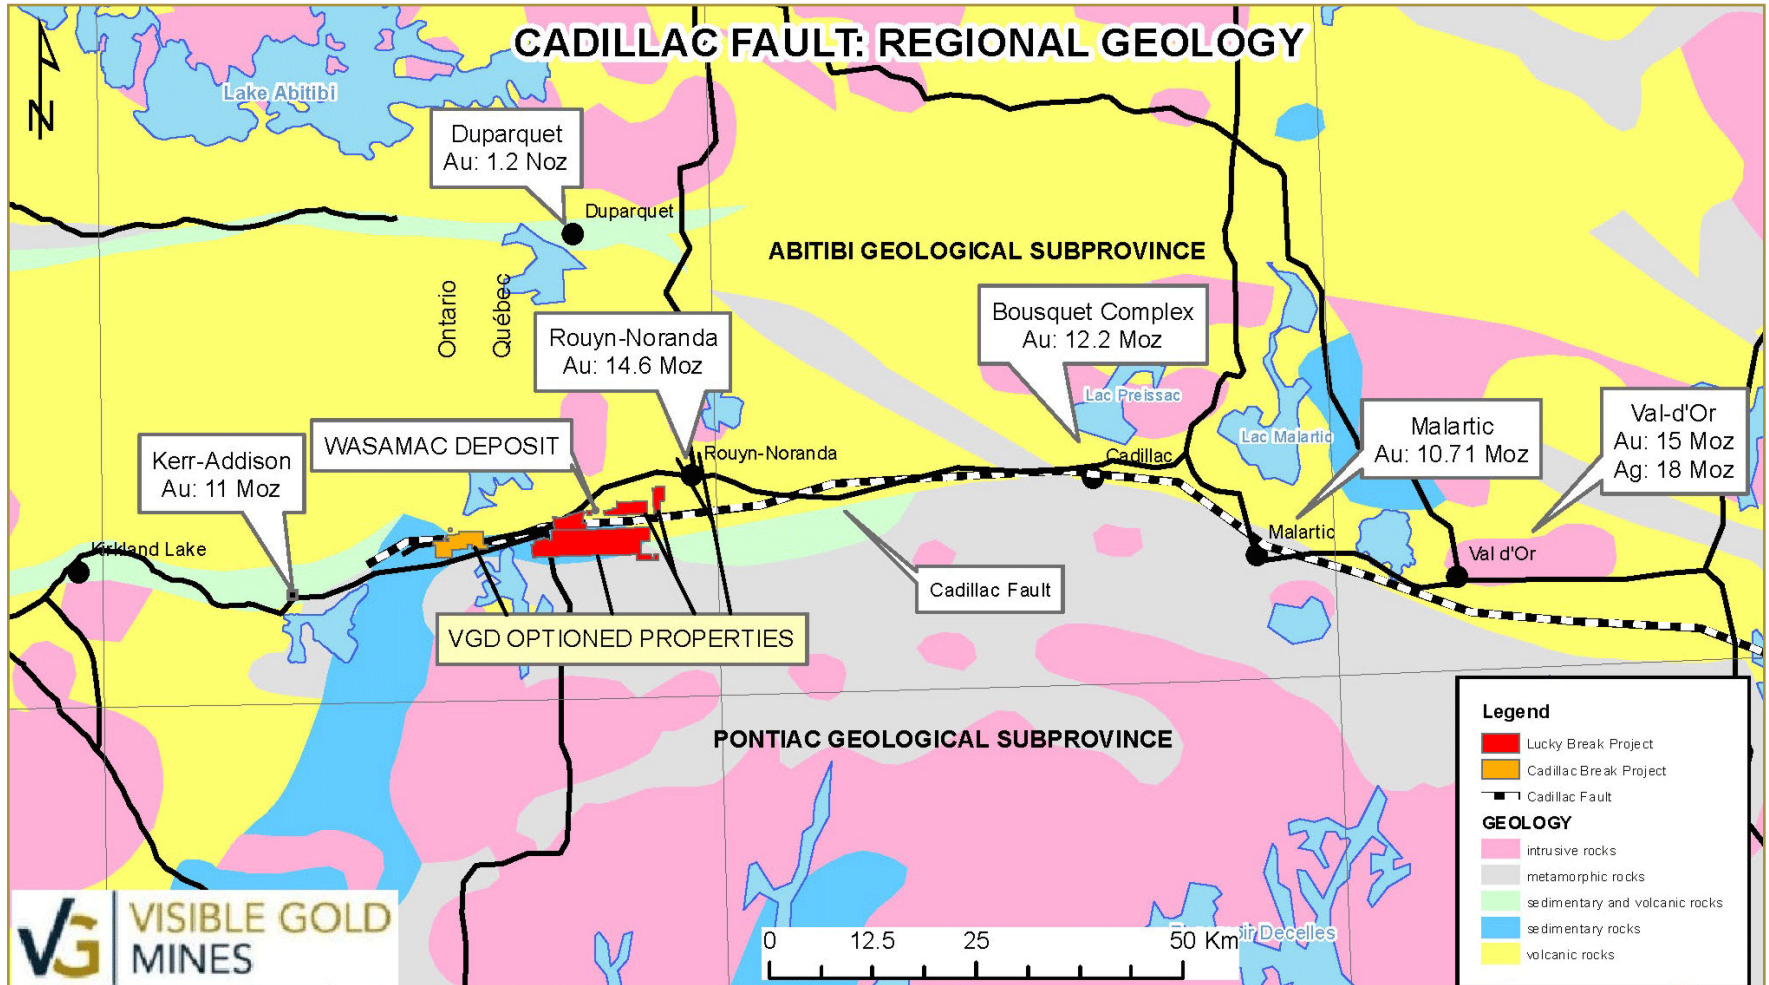 CADILLAC FAULT: REGIONAL GEOLOGY
N
Lake Abitibi
Duparquet
Au: 1.2 Noz
Duparquet
ABITIBI GEOLOGICAL SUBPROVINCE
Ontario
Québec
Rouyn-Noranda
Au: 14.6 Moz
Bousquet Complex
Au: 12.2 Moz
Lac Preissac
Lac Malartic
Malartic
Au: 10.71 Moz
Val-d'Or
Au: 15 Moz
Ag: 18 Moz
WASAMAC DEPOSIT
Kerr-Addison
Au: 11 Moz
Rouyn-Noranda
Cadillac
Kirkland Lake
Malartic
Val d'Or
Cadillac Fault
VGD OPTIONED PROPERTIES
PONTIAC GEOLOGICAL SUBPROVINCE
Legend
Lucky Break Project
Cadillac Break Project
Cadillac Fault
GEOLOGY
intrusive rocks
metamorphic rocks
sedimentary and volcanic rocks
sedimentary rocks
volcanic rocks
Decelles
0 12.5 25 50 Km
VG
VISIBLE GOLD
MINES